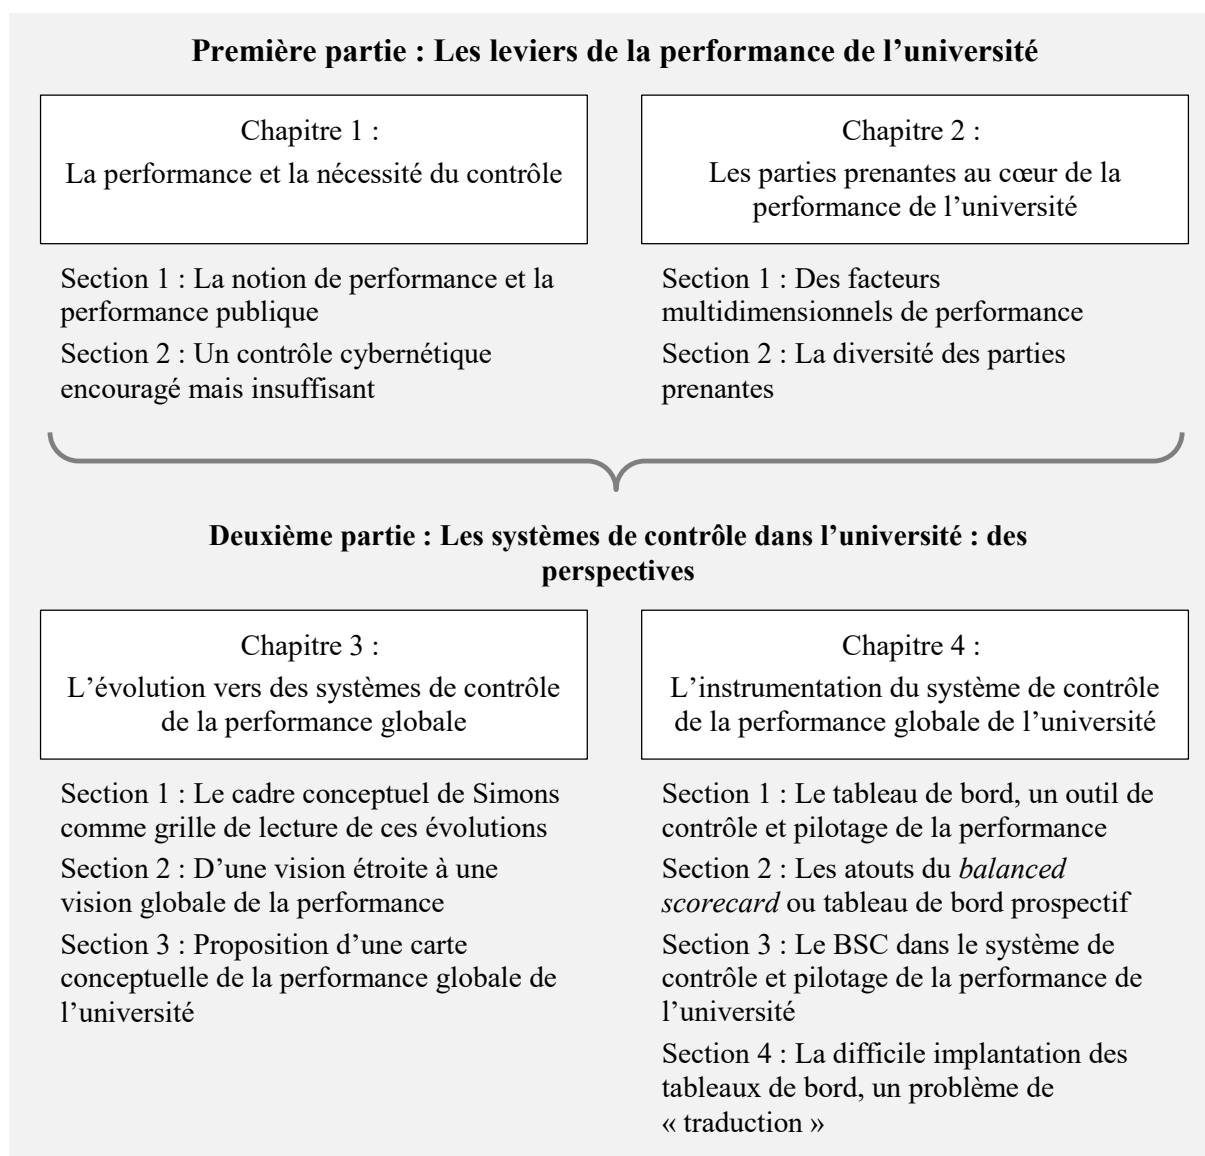 Première partie : Les leviers de la performance de l’université
Chapitre 1 :
La performance et la nécessité du contrôle
Section 1 : La notion de performance et la
performance publique
Section 2 : Un contrôle cybernétique
encouragé mais insuffisant
Chapitre 2 :
Les parties prenantes au cœur de la
performance de l’université
Section 1 : Des facteurs
multidimensionnels de performance
Section 2 : La diversité des parties
prenantes
Deuxième partie : Les systèmes de contrôle dans l’université : des
perspectives
Chapitre 3 :
L’évolution vers des systèmes de contrôle
de la performance globale
Section 1 : Le cadre conceptuel de Simons
comme grille de lecture de ces évolutions
Section 2 : D’une vision étroite à une
vision globale de la performance
Section 3 : Proposition d’une carte
conceptuelle de la performance globale de
l’université
Chapitre 4 :
L’instrumentation du système de contrôle
de la performance globale de l’université
Section 1 : Le tableau de bord, un outil de
contrôle et pilotage de la performance
Section 2 : Les atouts du balanced
scorecard ou tableau de bord prospectif
Section 3 : Le BSC dans le système de
contrôle et pilotage de la performance de
l’université
Section 4 : La difficile implantation des
tableaux de bord, un problème de
« traduction »